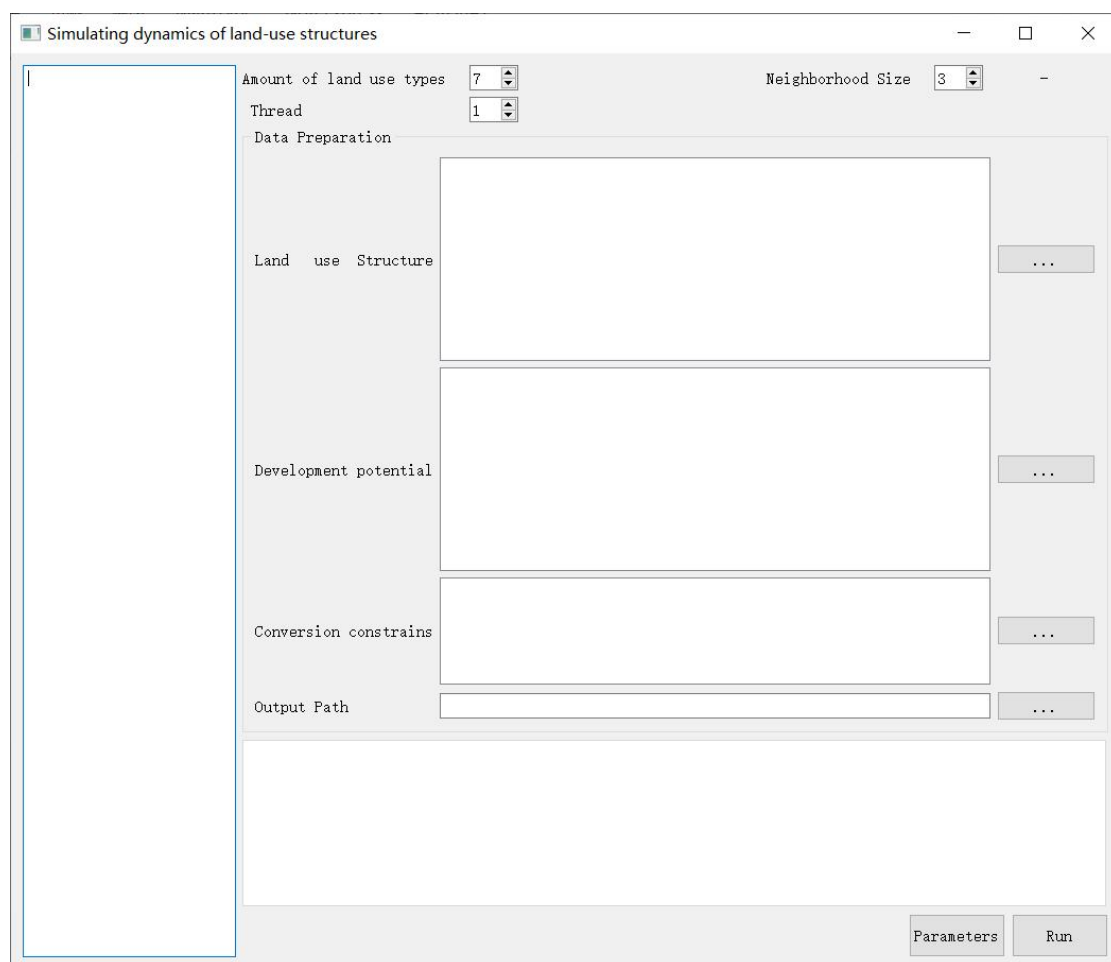 Simulating dynamics of land-use structures
Amount of land use types 7 Neighborhood Size 3 -
Thread 1
Data Preparation
Land use Structure ...
Development potential ...
Conversion constrains ...
Output Path ...
Parameters Run